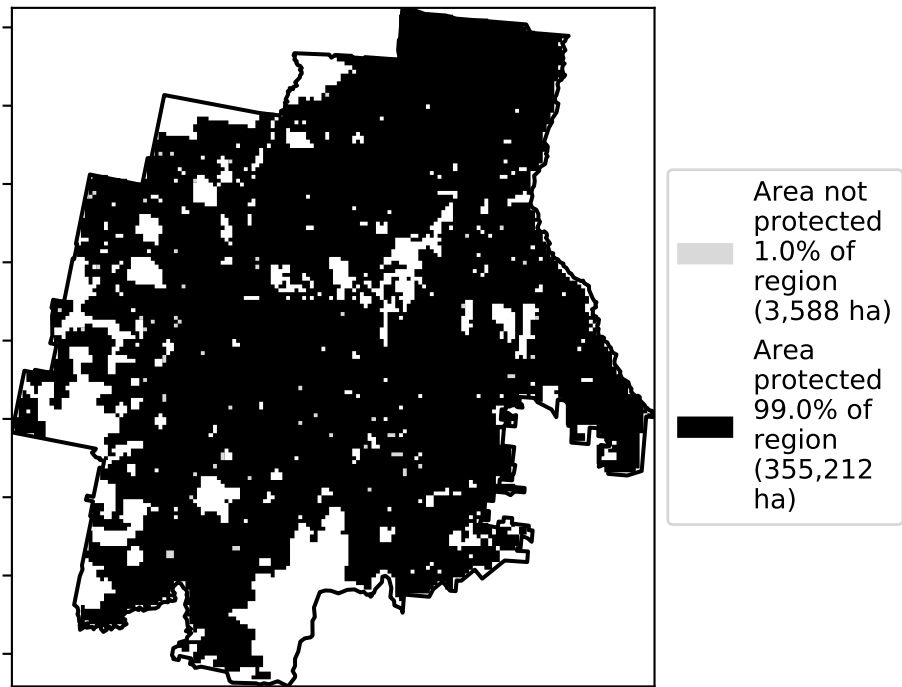 Area not
protected
1.0% of
region
(3,588 ha)
Area
protected
99.0% of
region
(355,212
ha)